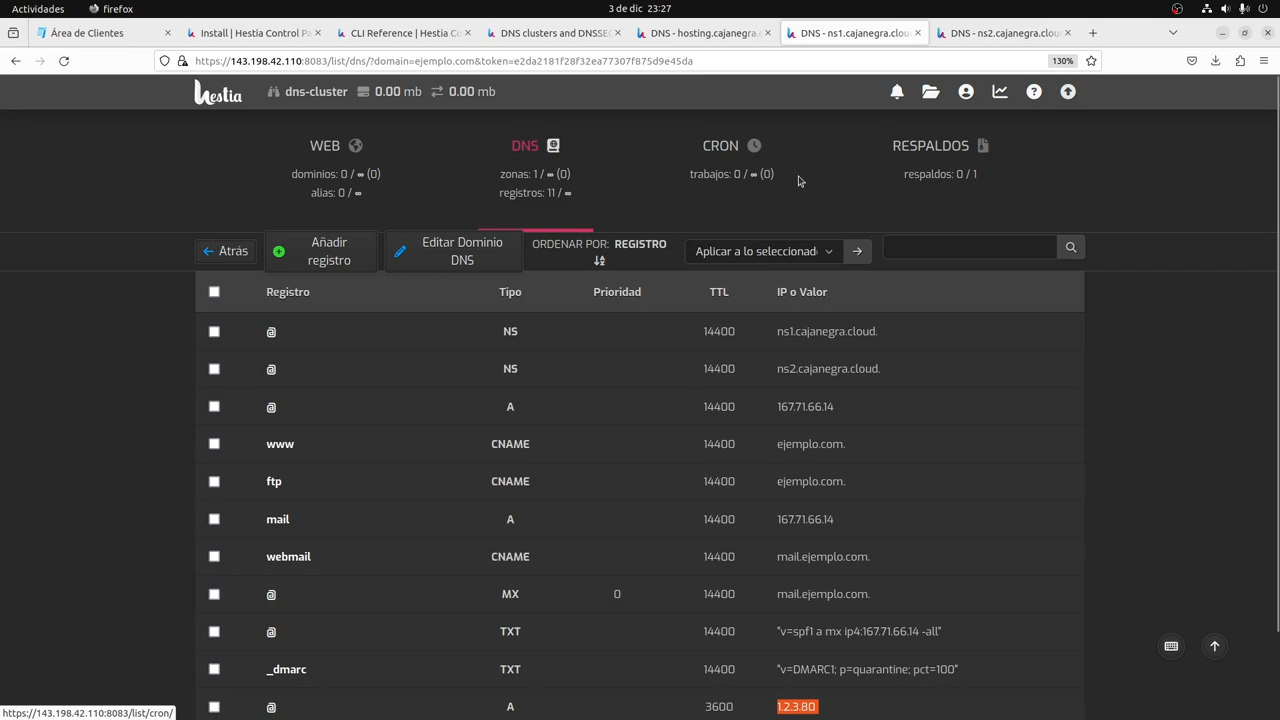 Actividades
firefox
3 de dic 23:27
Área de Clientes
Install | Hestia Control Pa
CLI Reference | Hestia Co
DNS clusters and DNSSEC
DNS - hosting.cajanegra.c
DNS - ns1.cajanegra.clou
DNS - ns2.cajanegra.clou
https://143.198.42.110:8083/list/dns/?domain=ejemplo.com&token=e2da2181f28f32ea77307f875d9e45da
130%
hestia
dns-cluster
0.00 mb
0.00 mb
WEB
dominios: 0 / ∞ (0)
alias: 0 / ∞
DNS
zonas: 1 / ∞ (0)
registros: 11 / ∞
CRON
trabajos: 0 / ∞ (0)
RESPALDOS
respaldos: 0 / 1
Atrás
Añadir
registro
Editar Dominio
DNS
ORDENAR POR: REGISTRO
Aplicar a lo seleccionad
Registro Tipo Prioridad TTL IP o Valor
@ NS 14400 ns1.cajanegra.cloud.
@ NS 14400 ns2.cajanegra.cloud.
@ A 14400 167.71.66.14
www CNAME 14400 ejemplo.com.
ftp CNAME 14400 ejemplo.com.
mail A 14400 167.71.66.14
webmail CNAME 14400 mail.ejemplo.com.
@ MX 0 14400 mail.ejemplo.com.
@ TXT 14400 "v=spf1 a mx ip4:167.71.66.14 -all"
_dmarc TXT 14400 "v=DMARC1; p=quarantine; pct=100"
@ A 3600 1.2.3.80
https://143.198.42.110:8083/list/cron/